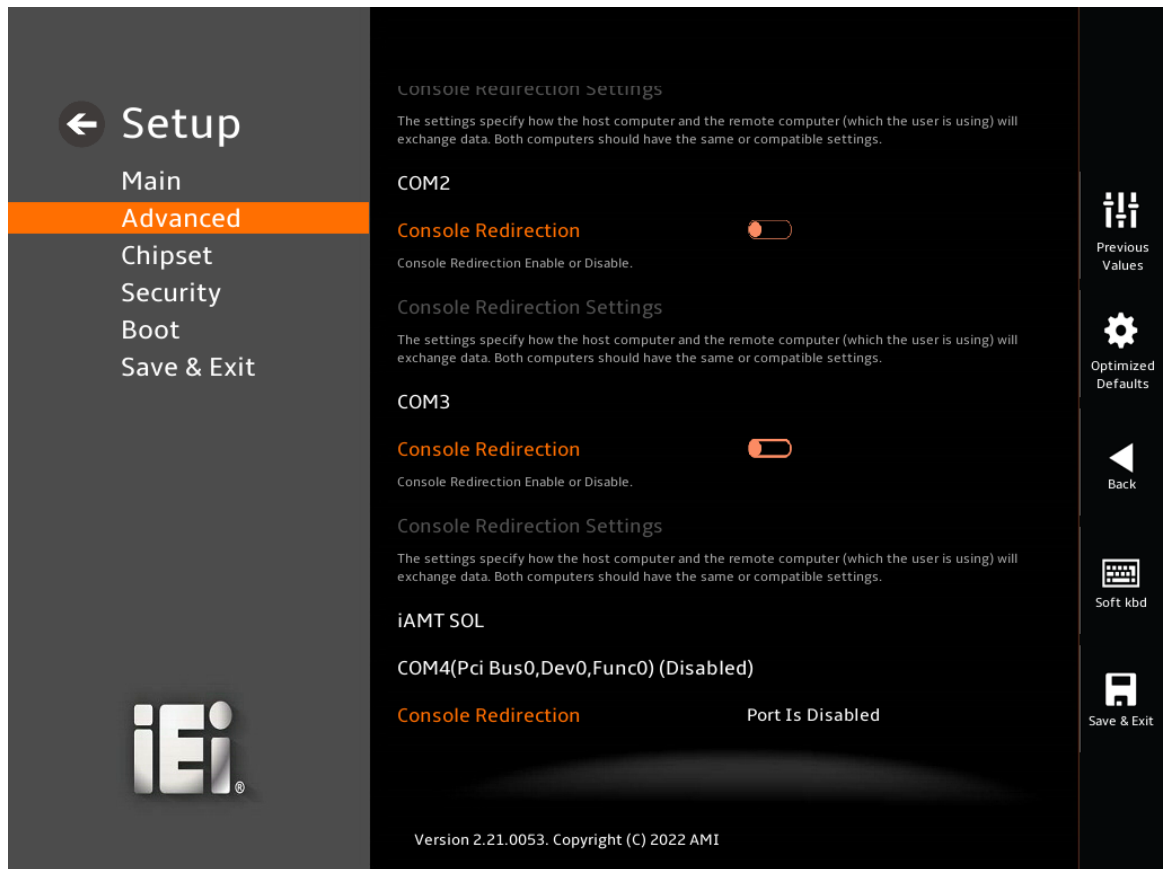 Setup
Main
Advanced
Chipset
Security
Boot
Save & Exit
iEi®
Console Redirection Settings
The settings specify how the host computer and the remote computer (which the user is using) will
exchange data. Both computers should have the same or compatible settings.
COM2
Console Redirection
Console Redirection Enable or Disable.
Console Redirection Settings
The settings specify how the host computer and the remote computer (which the user is using) will
exchange data. Both computers should have the same or compatible settings.
COM3
Console Redirection
Console Redirection Enable or Disable.
Console Redirection Settings
The settings specify how the host computer and the remote computer (which the user is using) will
exchange data. Both computers should have the same or compatible settings.
iAMT SOL
COM4(Pci Bus0,Dev0,Func0) (Disabled)
Console Redirection Port Is Disabled
Version 2.21.0053. Copyright (C) 2022 AMI
Previous
Values
Optimized
Defaults
Back
Soft kbd
Save & Exit